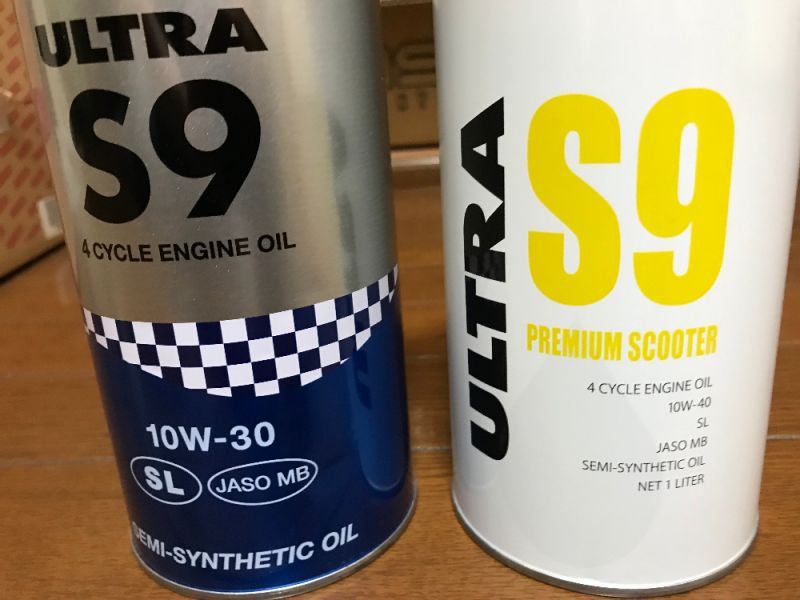 ULTRA
S9
4 CYCLE ENGINE OIL
10W-30
SL
JASO MB
SEMI-SYNTHETIC OIL
ULTRA
S9
PREMIUM SCOOTER
4 CYCLE ENGINE OIL
10W-40
SL
JASO MB
SEMI-SYNTHETIC OIL
NET 1 LITER